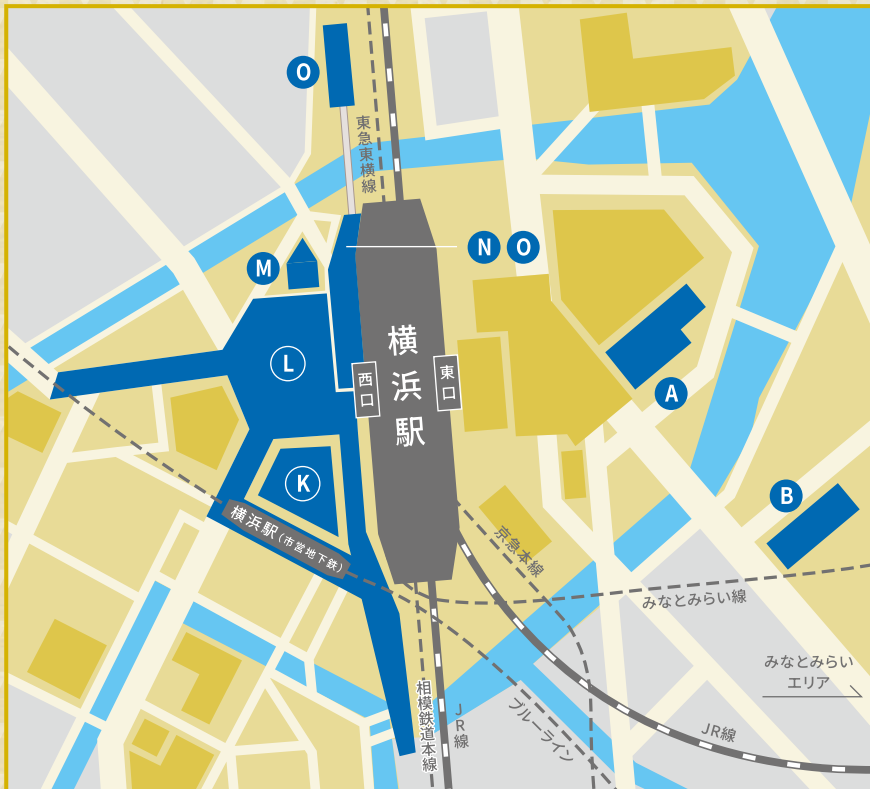 O
東急東横線
M
N O
横浜駅
西口
東口
L
A
K
B
横浜駅(市営地下鉄)
京急本線
みなとみらい線
みなとみらい
エリア
ブルーライン
相模鉄道本線
JR線
JR線